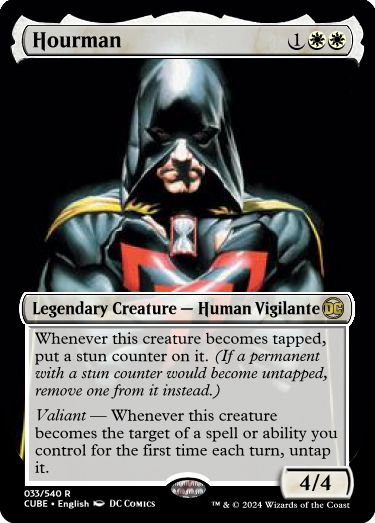 Hourman 1
Legendary Creature — Human Vigilante DC
Whenever this creature becomes tapped,
put a stun counter on it. (If a permanent
with a stun counter would become untapped,
remove one from it instead.)
Valiant — Whenever this creature
becomes the target of a spell or ability you
control for the first time each turn, untap
it.
4/4
033/540 R
CUBE • English DC COMICS
™ & © 2024 Wizards of the Coast